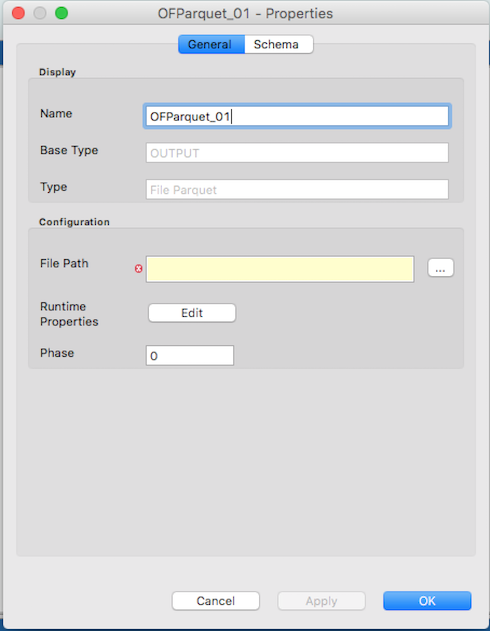 OFParquet_01 - Properties
General Schema
Display
Name OFParquet_01
Base Type OUTPUT
Type File Parquet
Configuration
File Path ...
Runtime
Properties Edit
Phase 0
Cancel Apply OK